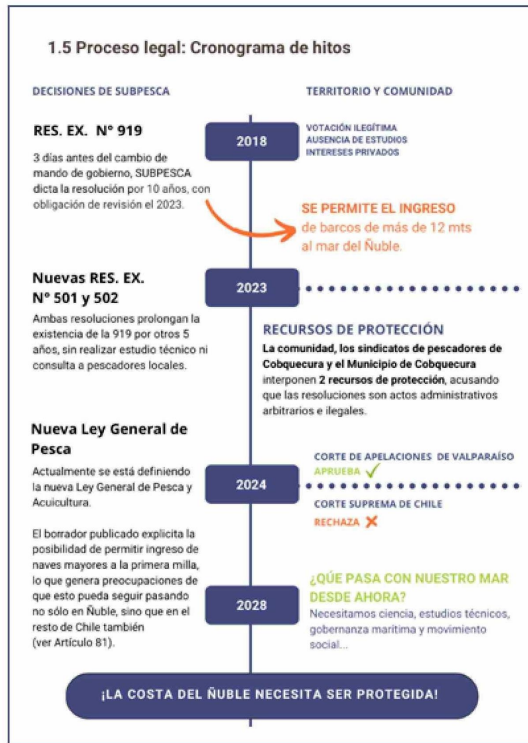 1.5 Proceso legal: Cronograma de hitos
DECISIONES DE SUBPESCA
TERRITORIO Y COMUNIDAD
RES. EX. N° 919
3 días antes del cambio de
mando de gobierno, SUBPESCA
dicta la resolución por 10 años, con
obligación de revisión el 2023.
2018
VOTACIÓN ILEGÍTIMA
AUSENCIA DE ESTUDIOS
INTERESES PRIVADOS
SE PERMITE EL INGRESO
de barcos de más de 12 mts
al mar del Ñuble.
Nuevas RES. EX.
N° 501 y 502
Ambas resoluciones prolongan la
existencia de la 919 por otros 5
años, sin realizar estudio técnico ni
consulta a pescadores locales.
2023
RECURSOS DE PROTECCIÓN
La comunidad, los sindicatos de pescadores de
Cobquecura y el Municipio de Cobquecura
interponen 2 recursos de protección, acusando
que las resoluciones son actos administrativos
arbitrarios e ilegales.
Nueva Ley General de
Pesca
Actualmente se está definiendo
la nueva Ley General de Pesca y
Acuicultura.
El borrador publicado explicita la
posibilidad de permitir ingreso de
naves mayores a la primera milla,
lo que genera preocupaciones de
que esto pueda seguir pasando
no sólo en Ñuble, sino que en el
resto de Chile también
(ver Artículo 81).
2024
CORTE DE APELACIONES DE VALPARAÍSO
APRUEBA
CORTE SUPREMA DE CHILE
RECHAZA
2028
¿QÚE PASA CON NUESTRO MAR
DESDE AHORA?
Necesitamos ciencia, estudios técnicos,
gobernanza marítima y movimiento
social...
¡LA COSTA DEL ÑUBLE NECESITA SER PROTEGIDA!